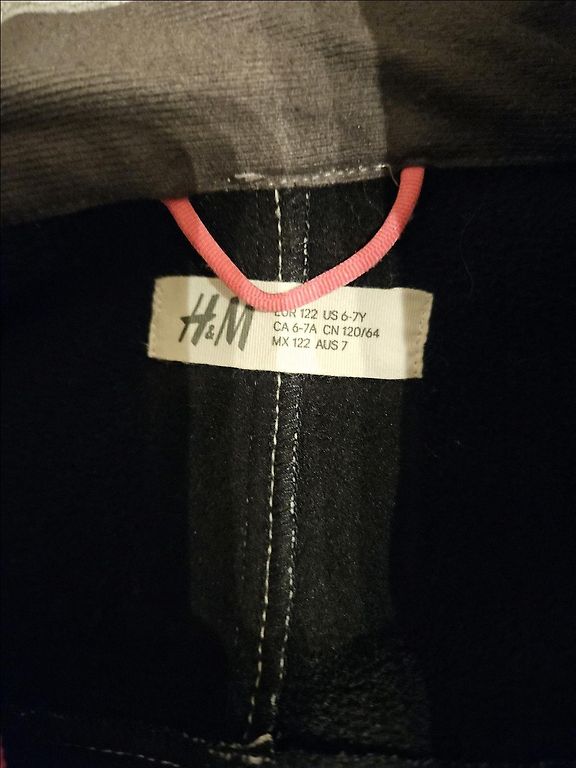 H&M
EUR 122 US 6-7Y
CA 6-7A CN 120/64
MX 122 AUS 7